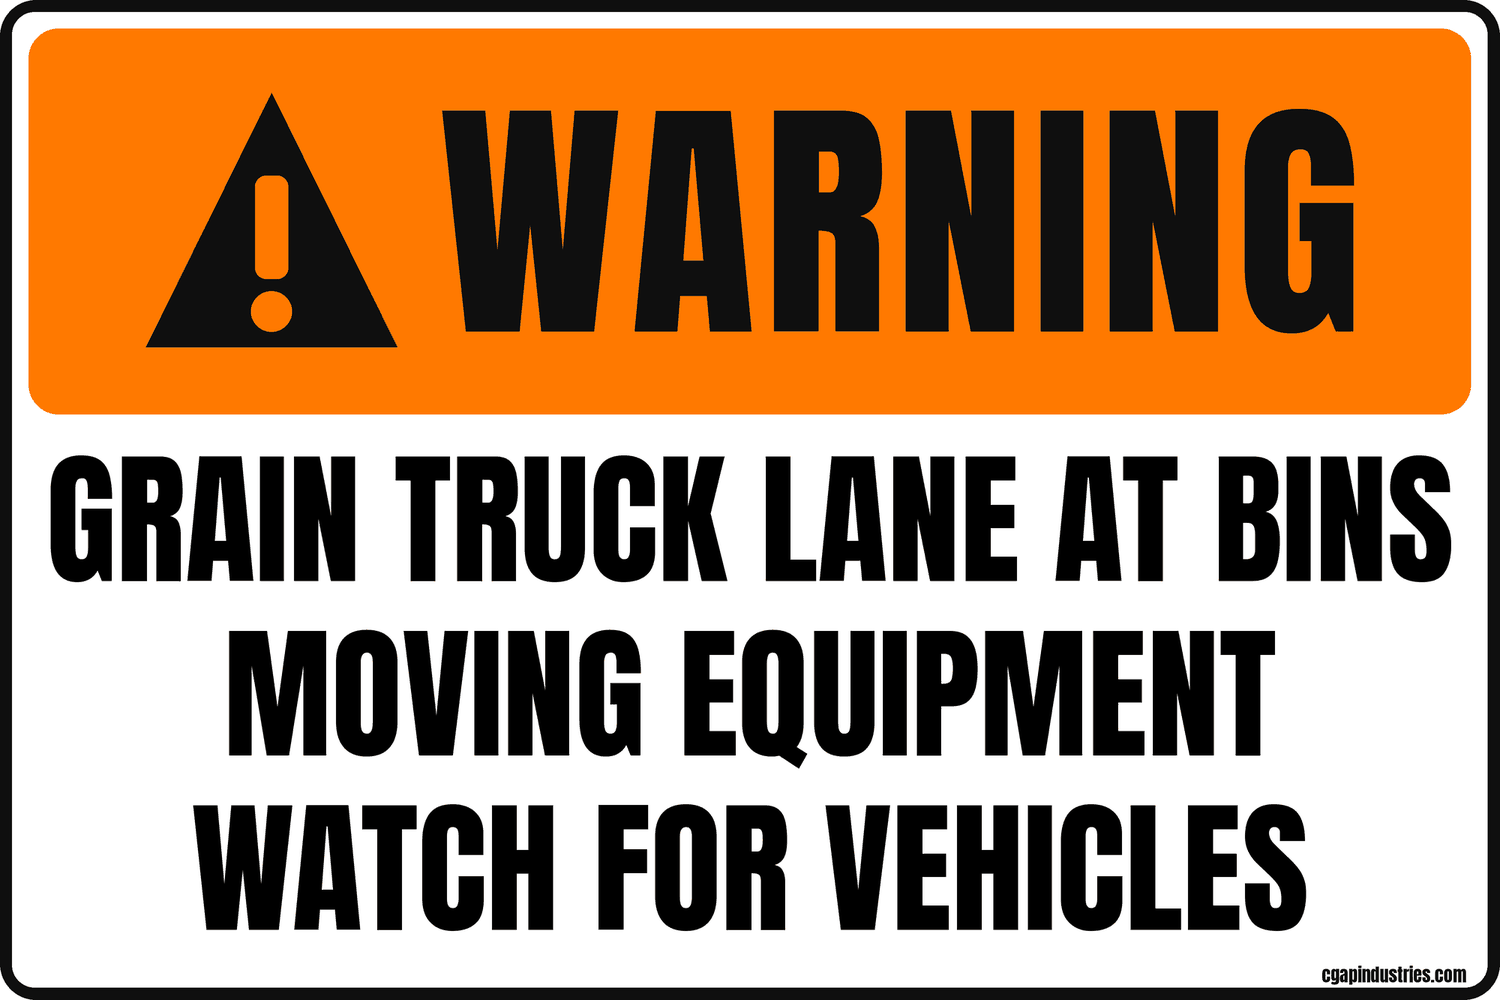 WARNING
GRAIN TRUCK LANE AT BINS
MOVING EQUIPMENT
WATCH FOR VEHICLES
cgapindustries.com